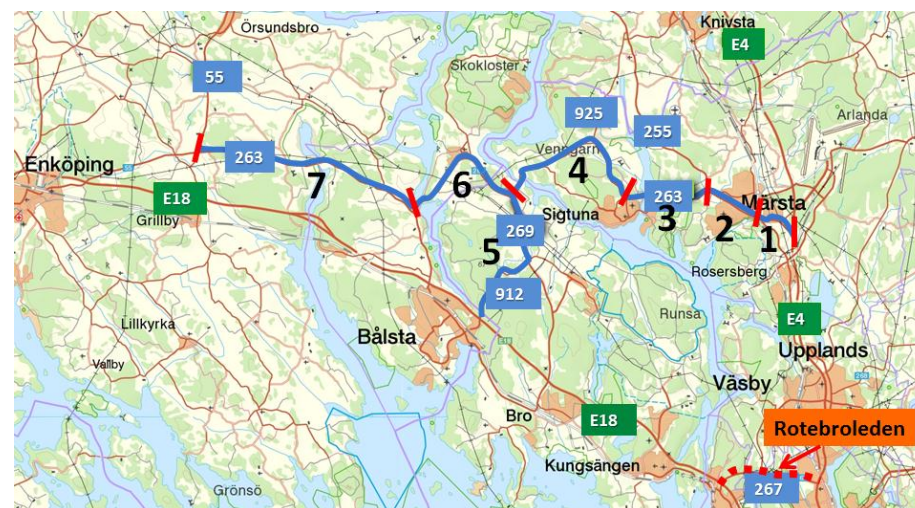 Örsundsbro
Knivsta
E4
Skokloster
55
Arlanda
925
255
Venngarn
Enköping
263
4
7
6
E18
263
Märsta
Sigtuna
3
2
1
Grillby
269
5
Rosersberg
912
Runsa
E4
Lillkyrka
Bålsta
Upplands
Väsby
Vallby
268
Bro
E18
Rotebroleden
Kungsängen
267
Grönsö